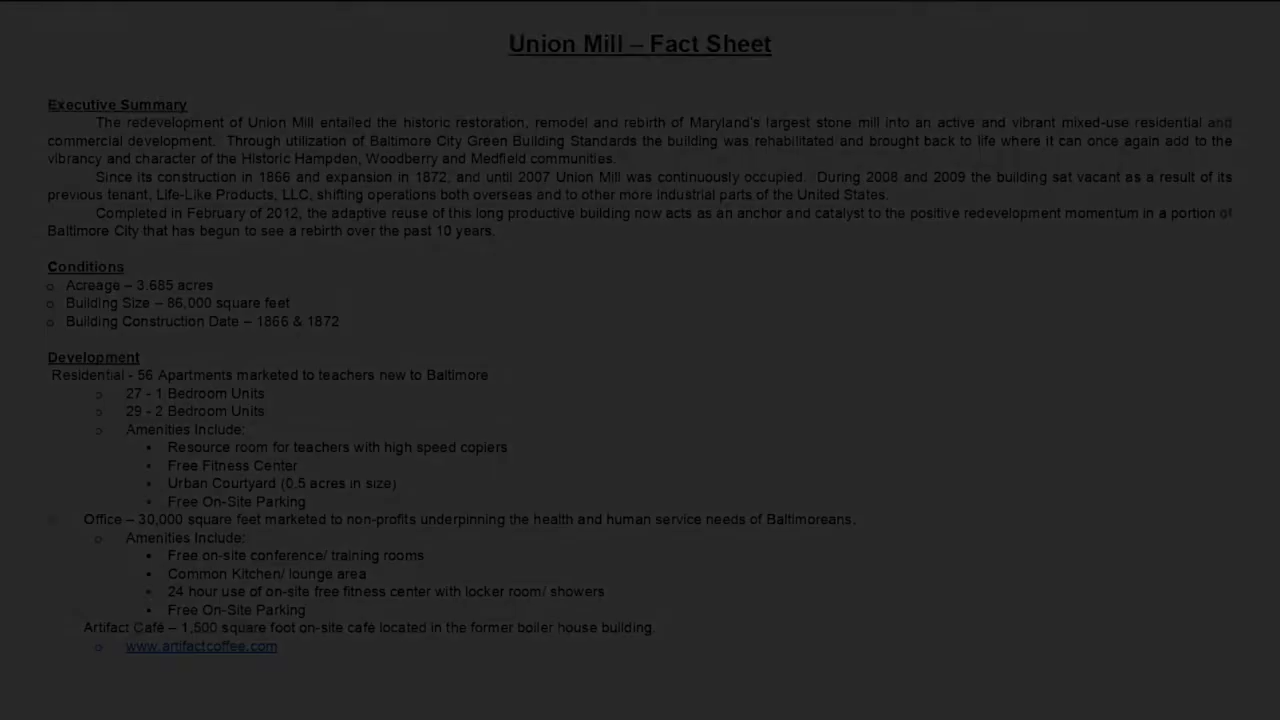 Union Mill – Fact Sheet
Executive Summary
The redevelopment of Union Mill entailed the historic restoration, remodel and rebirth of Maryland's largest stone mill into an active and vibrant mixed-use residential and
commercial development. Through utilization of Baltimore City Green Building Standards the building was rehabilitated and brought back to life where it can once again add to the
vibrancy and character of the Historic Hampden, Woodberry and Medfield communities.
Since its construction in 1866 and expansion in 1872, and until 2007 Union Mill was continuously occupied. During 2008 and 2009 the building sat vacant as a result of its
previous tenant, Life-Like Products, LLC, shifting operations both overseas and to other more industrial parts of the United States.
Completed in February of 2012, the adaptive reuse of this long productive building now acts as an anchor and catalyst to the positive redevelopment momentum in a portion of
Baltimore City that has begun to see a rebirth over the past 10 years.
Conditions
o Acreage – 3.685 acres
o Building Size – 86,000 square feet
o Building Construction Date – 1866 & 1872
Development
Residential - 56 Apartments marketed to teachers new to Baltimore
o 27 - 1 Bedroom Units
o 29 - 2 Bedroom Units
o Amenities Include:
▪ Resource room for teachers with high speed copiers
▪ Free Fitness Center
▪ Urban Courtyard (0.5 acres in size)
▪ Free On-Site Parking
Office – 30,000 square feet marketed to non-profits underpinning the health and human service needs of Baltimoreans.
o Amenities Include:
▪ Free on-site conference/ training rooms
▪ Common Kitchen/ lounge area
▪ 24 hour use of on-site free fitness center with locker room/ showers
▪ Free On-Site Parking
Artifact Café – 1,500 square foot on-site café located in the former boiler house building.
o www.artifactcoffee.com